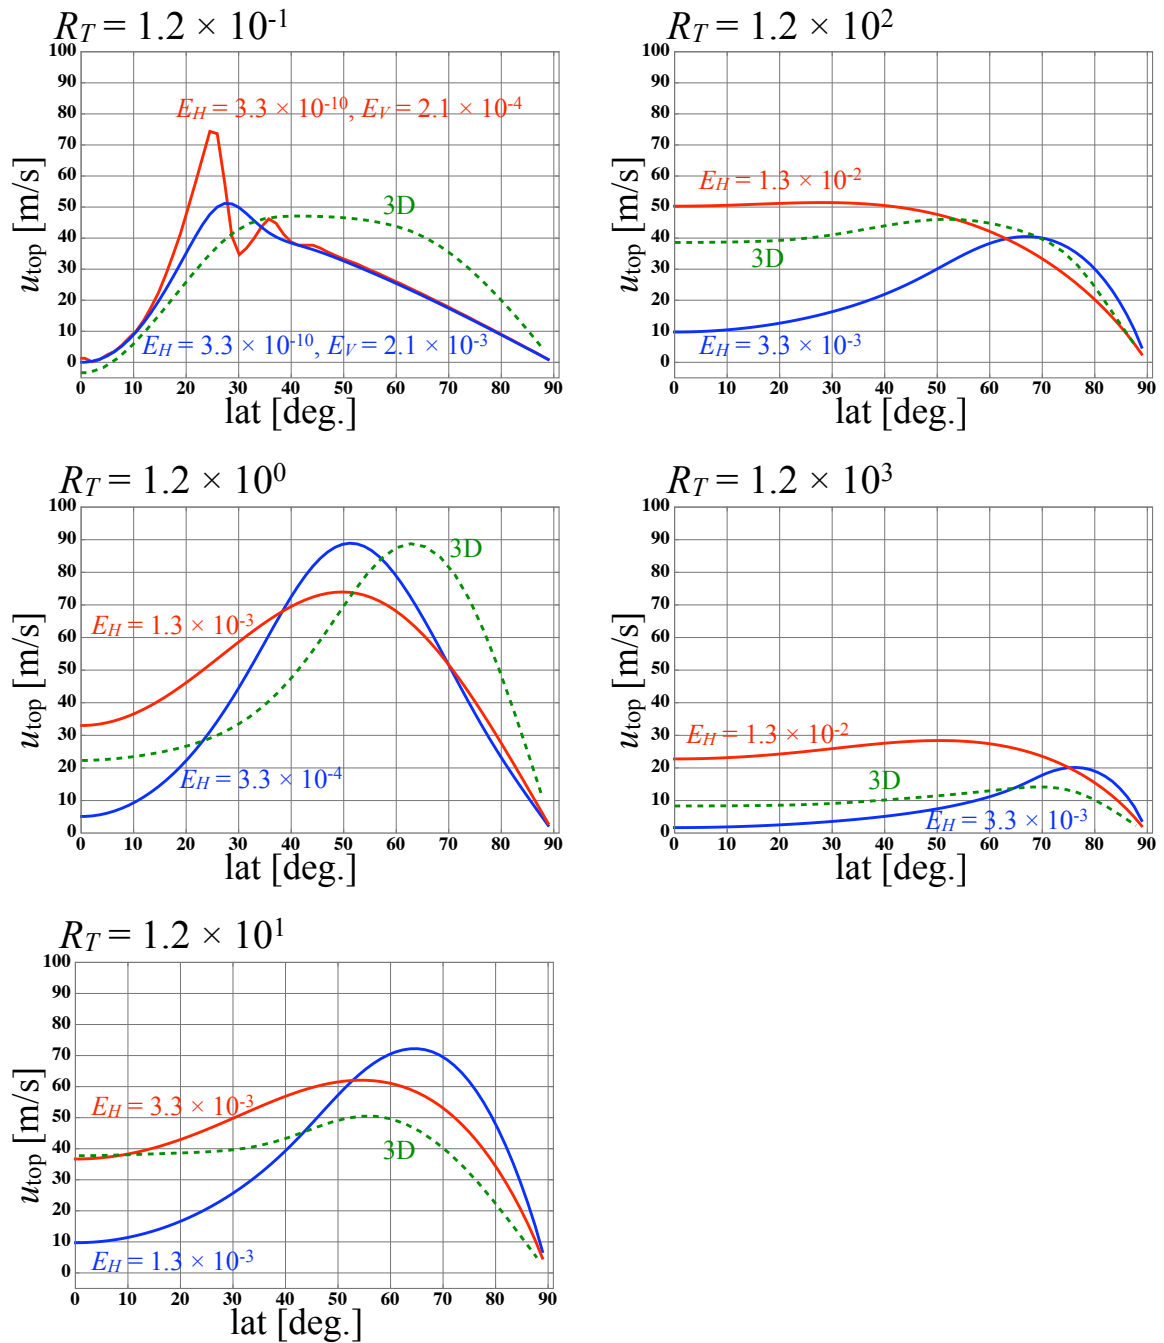 R_T = 1.2 × 10^-1
100
90
80
70
60
50
40
30
20
10
0
u_top [m/s]
E_H = 3.3 × 10^-10, E_V = 2.1 × 10^-4
3D
E_H = 3.3 × 10^-10, E_V = 2.1 × 10^-3
0 10 20 30 40 50 60 70 80 90
lat [deg.]
R_T = 1.2 × 10^2
100
90
80
70
60
50
40
30
20
10
0
u_top [m/s]
E_H = 1.3 × 10^-2
3D
E_H = 3.3 × 10^-3
0 10 20 30 40 50 60 70 80 90
lat [deg.]
R_T = 1.2 × 10^0
100
90
80
70
60
50
40
30
20
10
0
u_top [m/s]
3D
E_H = 1.3 × 10^-3
E_H = 3.3 × 10^-4
0 10 20 30 40 50 60 70 80 90
lat [deg.]
R_T = 1.2 × 10^3
100
90
80
70
60
50
40
30
20
10
0
u_top [m/s]
E_H = 1.3 × 10^-2
3D
E_H = 3.3 × 10^-3
0 10 20 30 40 50 60 70 80 90
lat [deg.]
R_T = 1.2 × 10^1
100
90
80
70
60
50
40
30
20
10
0
u_top [m/s]
E_H = 3.3 × 10^-3
3D
E_H = 1.3 × 10^-3
0 10 20 30 40 50 60 70 80 90
lat [deg.]